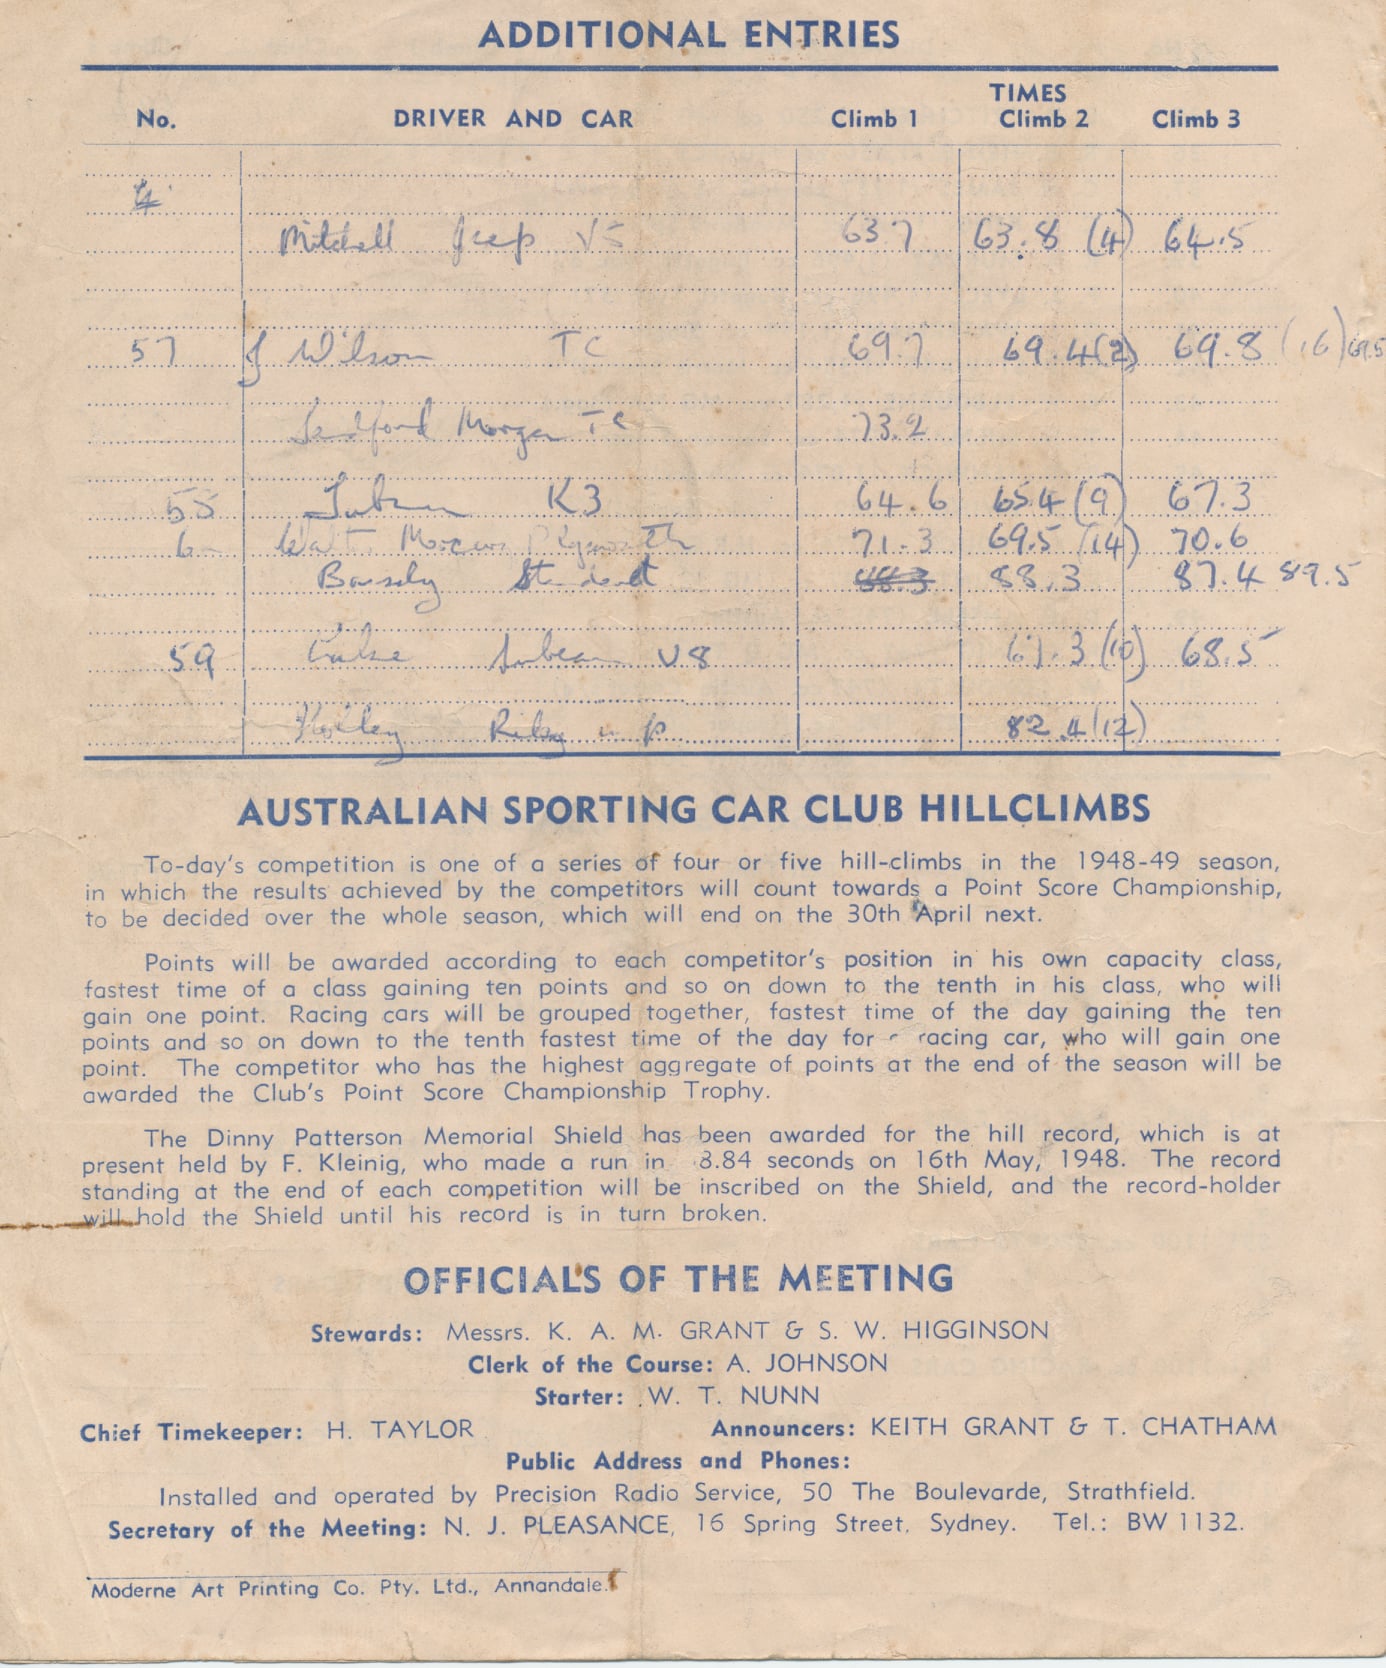 ADDITIONAL ENTRIES
TIMES
No. DRIVER AND CAR Climb 1 Climb 2 Climb 3
4
Mitchell Jeep 63.7 63.8 (4) 64.5
57 J Wilson TC 69.7 69.4 (2) 69.8 (16) 69.5
Morgan TC 73.2
K3 64.6 65.4 (9) 67.3
Plymouth 71.3 69.5 (14) 70.6
88.3 88.3 87.4 89.5
59 V8 (10) 68.5
Riley 82.4 (12)
AUSTRALIAN SPORTING CAR CLUB HILLCLIMBS
To-day's competition is one of a series of four or five hill-climbs in the 1948-49 season,
in which the results achieved by the competitors will count towards a Point Score Championship,
to be decided over the whole season, which will end on the 30th April next.
Points will be awarded according to each competitor's position in his own capacity class,
fastest time of a class gaining ten points and so on down to the tenth in his class, who will
gain one point. Racing cars will be grouped together, fastest time of the day gaining the ten
points and so on down to the tenth fastest time of the day for racing car, who will gain one
point. The competitor who has the highest aggregate of points at the end of the season will be
awarded the Club's Point Score Championship Trophy.
The Dinny Patterson Memorial Shield has been awarded for the hill record, which is at
present held by F. Kleinig, who made a run in 8.84 seconds on 16th May, 1948. The record
standing at the end of each competition will be inscribed on the Shield, and the record-holder
will hold the Shield until his record is in turn broken.
OFFICIALS OF THE MEETING
Stewards: Messrs. K. A. M. GRANT & S. W. HIGGINSON
Clerk of the Course: A. JOHNSON
Starter: W. T. NUNN
Chief Timekeeper: H. TAYLOR Announcers: KEITH GRANT & T. CHATHAM
Public Address and Phones:
Installed and operated by Precision Radio Service, 50 The Boulevarde, Strathfield.
Secretary of the Meeting: N. J. PLEASANCE, 16 Spring Street, Sydney. Tel.: BW 1132.
Moderne Art Printing Co. Pty. Ltd., Annandale.